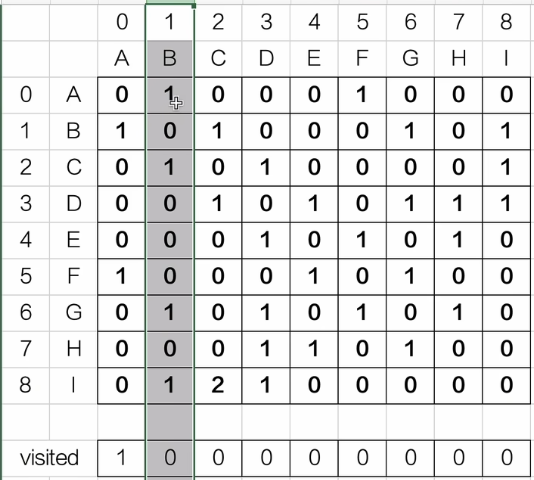 0 1 2 3 4 5 6 7 8
A B C D E F G H I
0 A 0 1 0 0 0 1 0 0 0
1 B 1 0 1 0 0 0 1 0 1
2 C 0 1 0 1 0 0 0 0 1
3 D 0 0 1 0 1 0 1 1 1
4 E 0 0 0 1 0 1 0 1 0
5 F 1 0 0 0 1 0 1 0 0
6 G 0 1 0 1 0 1 0 1 0
7 H 0 0 0 1 1 0 1 0 0
8 I 0 1 2 1 0 0 0 0 0
visited 1 0 0 0 0 0 0 0 0